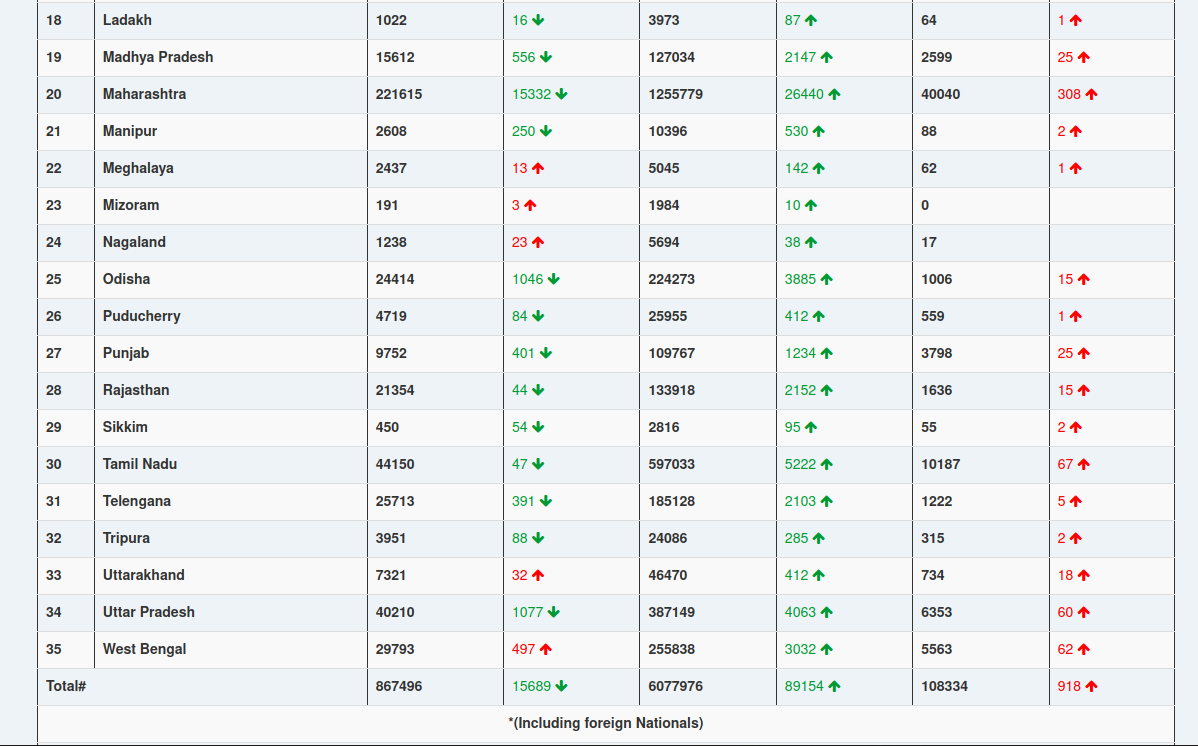 18 Ladakh 1022 16 ↓ 3973 87 ↑ 64 1 ↑
19 Madhya Pradesh 15612 556 ↓ 127034 2147 ↑ 2599 25 ↑
20 Maharashtra 221615 15332 ↓ 1255779 26440 ↑ 40040 308 ↑
21 Manipur 2608 250 ↓ 10396 530 ↑ 88 2 ↑
22 Meghalaya 2437 13 ↑ 5045 142 ↑ 62 1 ↑
23 Mizoram 191 3 ↑ 1984 10 ↑ 0
24 Nagaland 1238 23 ↑ 5694 38 ↑ 17
25 Odisha 24414 1046 ↓ 224273 3885 ↑ 1006 15 ↑
26 Puducherry 4719 84 ↓ 25955 412 ↑ 559 1 ↑
27 Punjab 9752 401 ↓ 109767 1234 ↑ 3798 25 ↑
28 Rajasthan 21354 44 ↓ 133918 2152 ↑ 1636 15 ↑
29 Sikkim 450 54 ↓ 2816 95 ↑ 55 2 ↑
30 Tamil Nadu 44150 47 ↓ 597033 5222 ↑ 10187 67 ↑
31 Telengana 25713 391 ↓ 185128 2103 ↑ 1222 5 ↑
32 Tripura 3951 88 ↓ 24086 285 ↑ 315 2 ↑
33 Uttarakhand 7321 32 ↑ 46470 412 ↑ 734 18 ↑
34 Uttar Pradesh 40210 1077 ↓ 387149 4063 ↑ 6353 60 ↑
35 West Bengal 29793 497 ↑ 255838 3032 ↑ 5563 62 ↑
Total# 867496 15689 ↓ 6077976 89154 ↑ 108334 918 ↑
*(Including foreign Nationals)